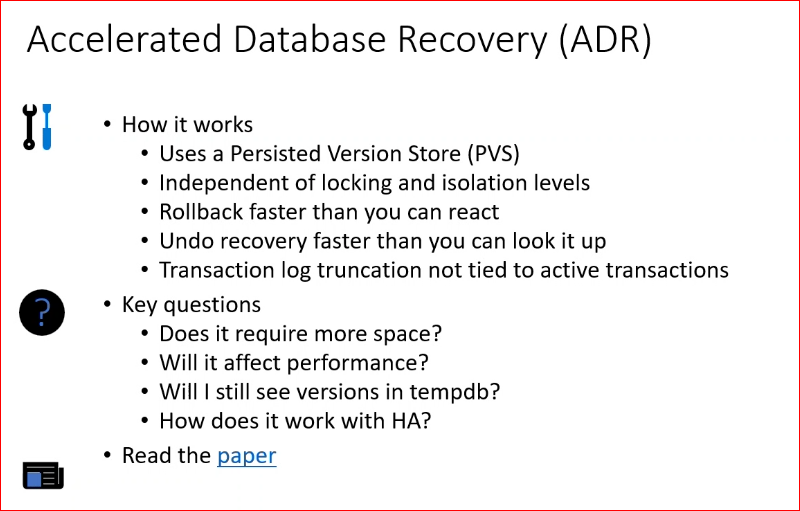 Accelerated Database Recovery (ADR)
• How it works
• Uses a Persisted Version Store (PVS)
• Independent of locking and isolation levels
• Rollback faster than you can react
• Undo recovery faster than you can look it up
• Transaction log truncation not tied to active transactions
?
• Key questions
• Does it require more space?
• Will it affect performance?
• Will I still see versions in tempdb?
• How does it work with HA?
• Read the paper